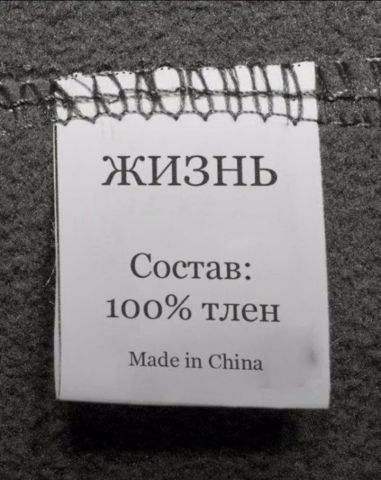 ЖИЗНЬ
Состав:
100% тлен
Made in China